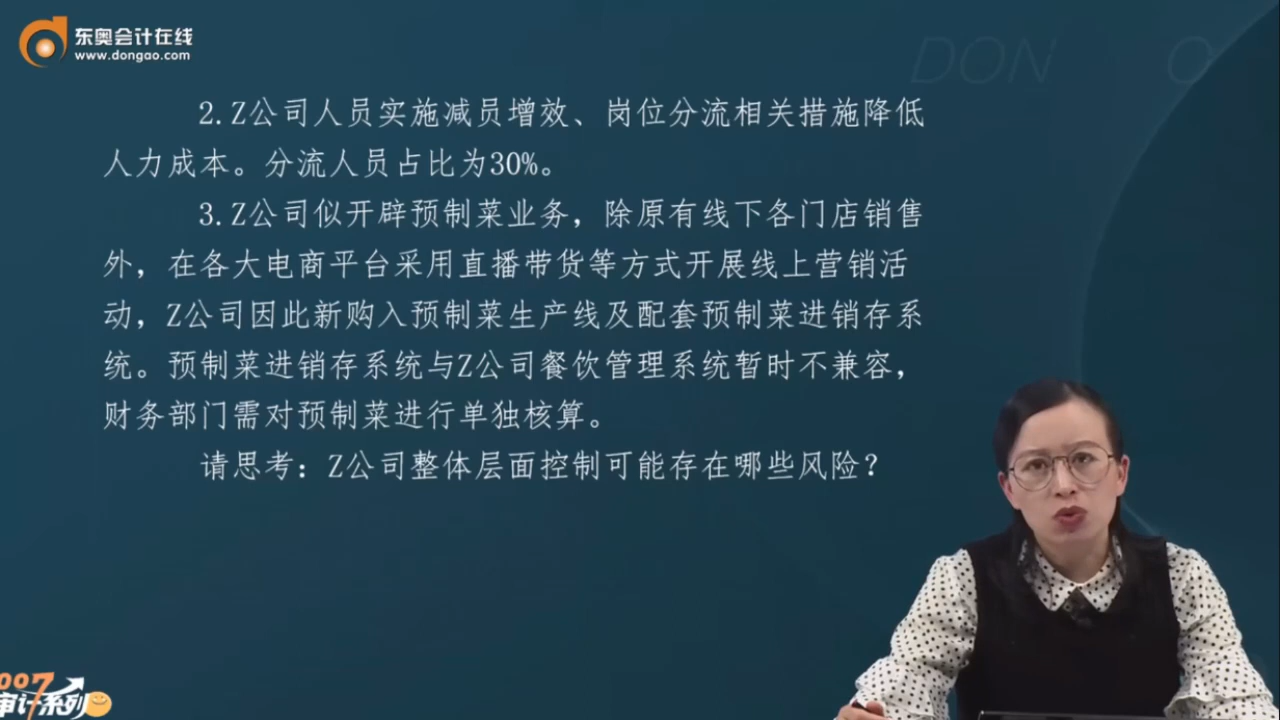 东奥会计在线
www.dongao.com
DON
O
2.Z公司人员实施减员增效、岗位分流相关措施降低
人力成本。分流人员占比为30%。
3.Z公司似开辟预制菜业务，除原有线下各门店销售
外，在各大电商平台采用直播带货等方式开展线上营销活
动，Z公司因此新购入预制菜生产线及配套预制菜进销存系
统。预制菜进销存系统与Z公司餐饮管理系统暂时不兼容，
财务部门需对预制菜进行单独核算。
请思考：Z公司整体层面控制可能存在哪些风险？
007
审计系列